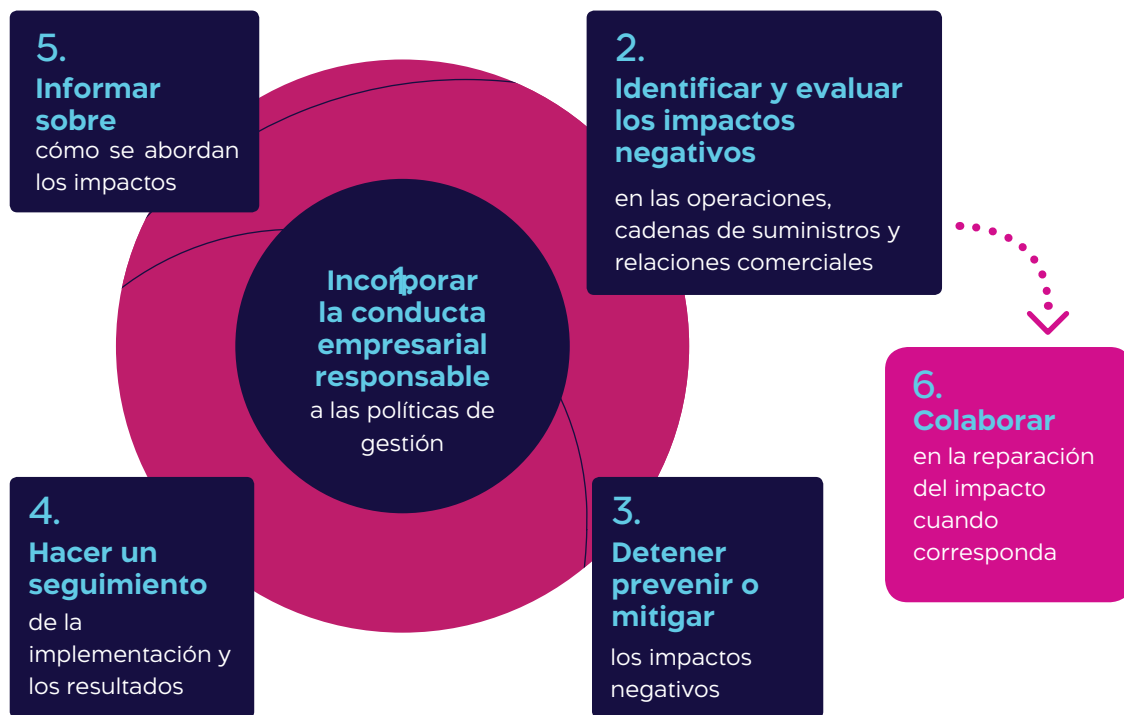 5.
Informar
sobre
cómo se abordan
los impactos
2.
Identificar y evaluar
los impactos
negativos
en las operaciones,
cadenas de suministros y
relaciones comerciales
1.
Incorporar
la conducta
empresarial
responsable
a las políticas de
gestión
6.
Colaborar
en la reparación
del impacto
cuando
corresponda
4.
Hacer un
seguimiento
de la
implementación y
los resultados
3.
Detener
prevenir o
mitigar
los impactos
negativos